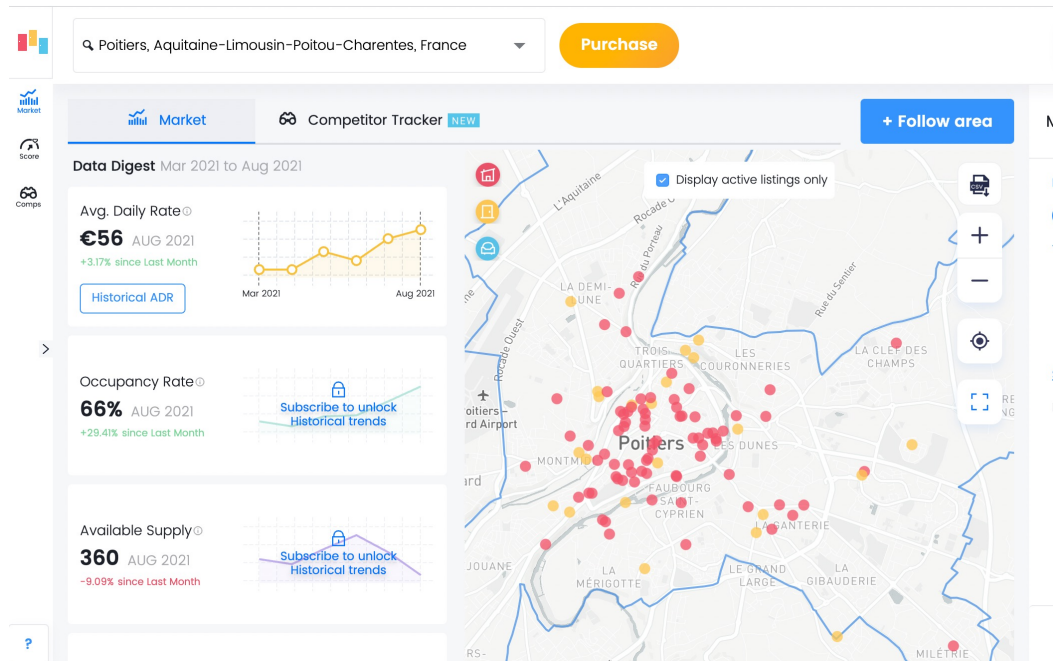 Poitiers, Aquitaine-Limousin-Poitou-Charentes, France
Purchase
Market
Score
Comps
Market
Competitor Tracker NEW
+ Follow area
Data Digest Mar 2021 to Aug 2021
Avg. Daily Rate
€56 AUG 2021
+3.17% since Last Month
Historical ADR
Mar 2021
Aug 2021
Occupancy Rate
66% AUG 2021
+29.41% since Last Month
Subscribe to unlock
Historical trends
Available Supply
360 AUG 2021
-9.09% since Last Month
Subscribe to unlock
Historical trends
?
Display active listings only
CSV
L'Aquitaine
Rocade
Rue du Sentier
Rocade Ouest
LA DEMI-
LUNE
TROIS
QUARTIERS
LES
COURONNERIES
LA CLEF DES
CHAMPS
oitiers –
rd Airport
Poitiers
LES DUNES
FAUBOURG
SAINT-
CYPRIEN
LA GANTERIE
JOUANE
LA
MÉRIGOTTE
LE GRAND
LARGE
LA
GIBAUDERIE
MILÉTRIE